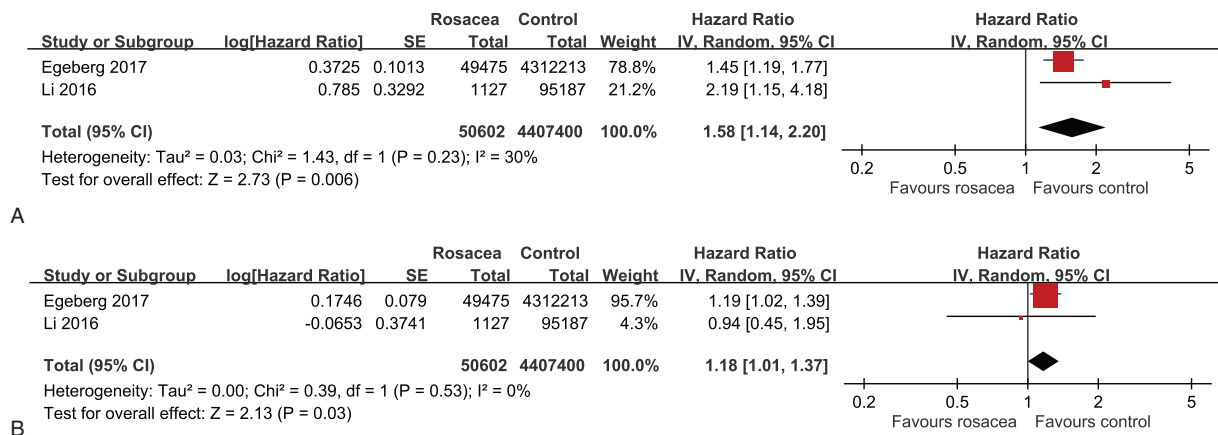 Rosacea Control Hazard Ratio Hazard Ratio
Study or Subgroup log[Hazard Ratio] SE Total Total Weight IV, Random, 95% CI IV, Random, 95% CI
Egeberg 2017 0.3725 0.1013 49475 4312213 78.8% 1.45 [1.19, 1.77]
Li 2016 0.785 0.3292 1127 95187 21.2% 2.19 [1.15, 4.18]
Total (95% CI) 50602 4407400 100.0% 1.58 [1.14, 2.20]
Heterogeneity: Tau² = 0.03; Chi² = 1.43, df = 1 (P = 0.23); I² = 30%
Test for overall effect: Z = 2.73 (P = 0.006)
0.2 0.5 1 2 5
Favours rosacea Favours control
A
Rosacea Control Hazard Ratio Hazard Ratio
Study or Subgroup log[Hazard Ratio] SE Total Total Weight IV, Random, 95% CI IV, Random, 95% CI
Egeberg 2017 0.1746 0.079 49475 4312213 95.7% 1.19 [1.02, 1.39]
Li 2016 -0.0653 0.3741 1127 95187 4.3% 0.94 [0.45, 1.95]
Total (95% CI) 50602 4407400 100.0% 1.18 [1.01, 1.37]
Heterogeneity: Tau² = 0.00; Chi² = 0.39, df = 1 (P = 0.53); I² = 0%
Test for overall effect: Z = 2.13 (P = 0.03)
0.2 0.5 1 2 5
Favours rosacea Favours control
B